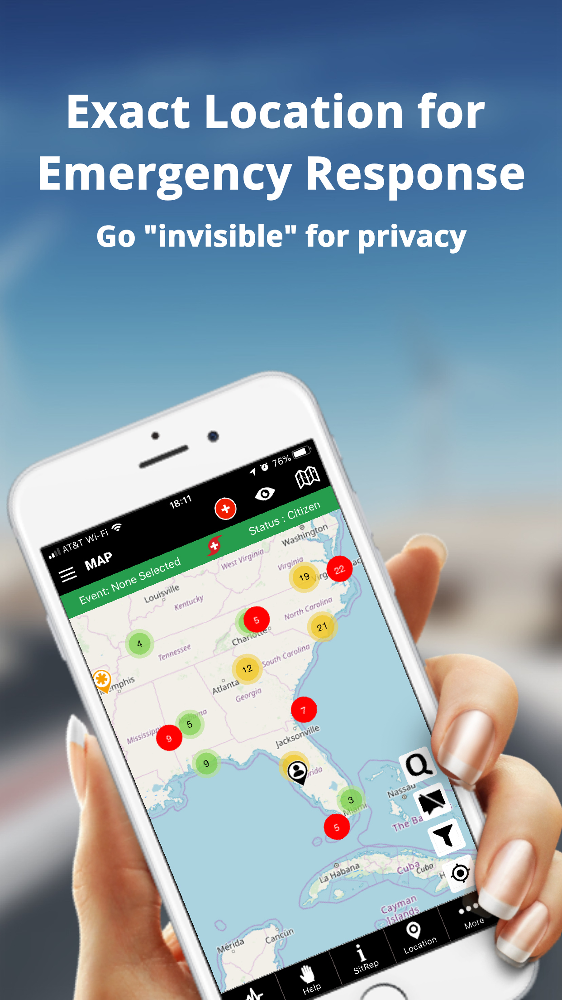 Exact Location for
Emergency Response
Go "invisible" for privacy
AT&T Wi-Fi 18:11 76%
MAP
Event: None Selected Status : Citizen
Washington
West Virginia
Virginia
Louisville
Kentucky
19
22
North Carolina
5
21
Charlotte
4
Tennessee
South Carolina
12
Atlanta
Georgia
7
5
Mississippi
9
Jacksonville
9
3
Miami
5
Nassau
La Habana
Cuba
Cuba
Cayman
Islands
Cancún
Mérida
More
Location
SitRep
Help